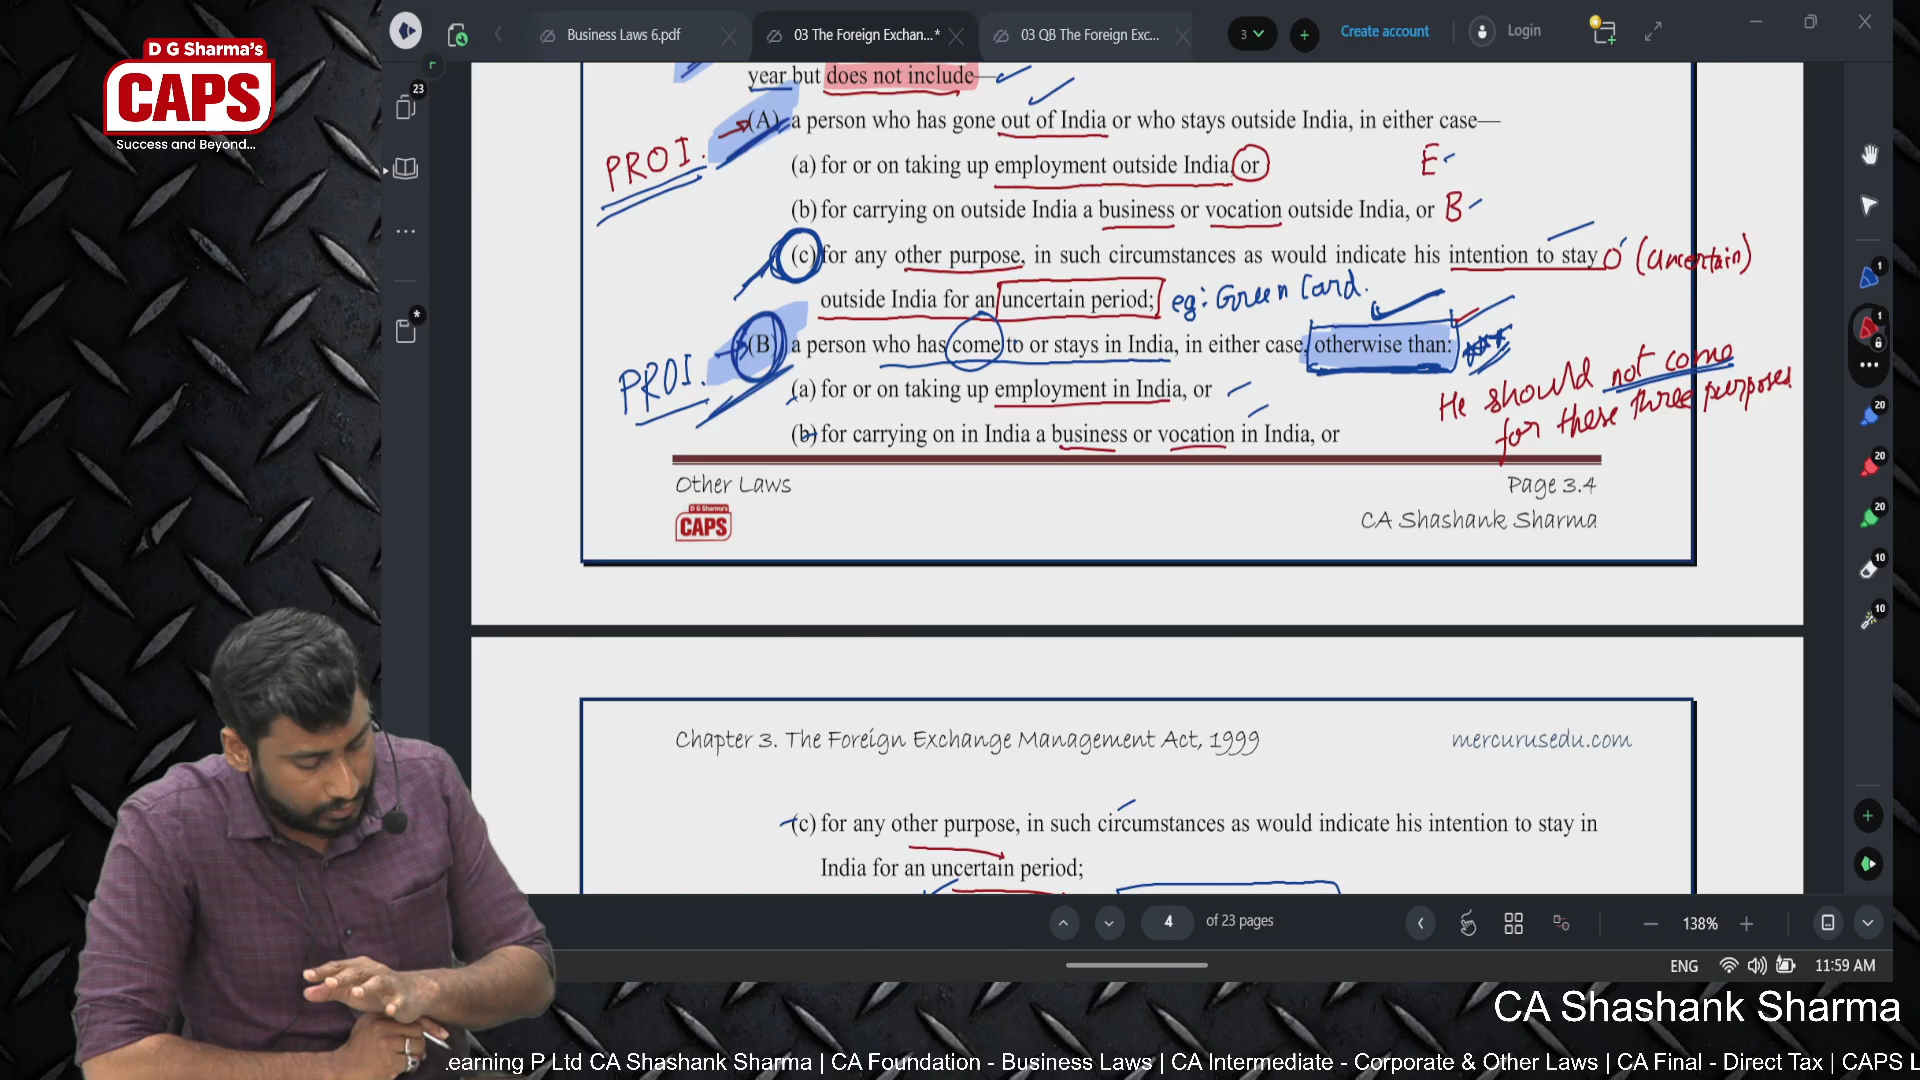 D G Sharma's
CAPS
Success and Beyond...
Business Laws 6.pdf
03 The Foreign Exchan...*
03 QB The Foreign Exc...
3
Create account
Login
23
year but does not include—
(A) a person who has gone out of India or who stays outside India, in either case—
PROI.
(a) for or on taking up employment outside India, or E
(b) for carrying on outside India a business or vocation outside India, or B
(c) for any other purpose, in such circumstances as would indicate his intention to stay O (Uncertain)
outside India for an uncertain period; eg: Green Card.
(B) a person who has come to or stays in India, in either case, otherwise than:
PROI.
He should not come
for these three purposes
(a) for or on taking up employment in India, or
(b) for carrying on in India a business or vocation in India, or
Other Laws
Page 3.4
D G Sharma's
CAPS
CA Shashank Sharma
Chapter 3. The Foreign Exchange Management Act, 1999
mercurusedu.com
(c) for any other purpose, in such circumstances as would indicate his intention to stay in
India for an uncertain period;
1
1
20
20
20
10
10
4
of 23 pages
138%
ENG
11:59 AM
CA Shashank Sharma
.earning P Ltd CA Shashank Sharma | CA Foundation - Business Laws | CA Intermediate - Corporate & Other Laws | CA Final - Direct Tax | CAPS L